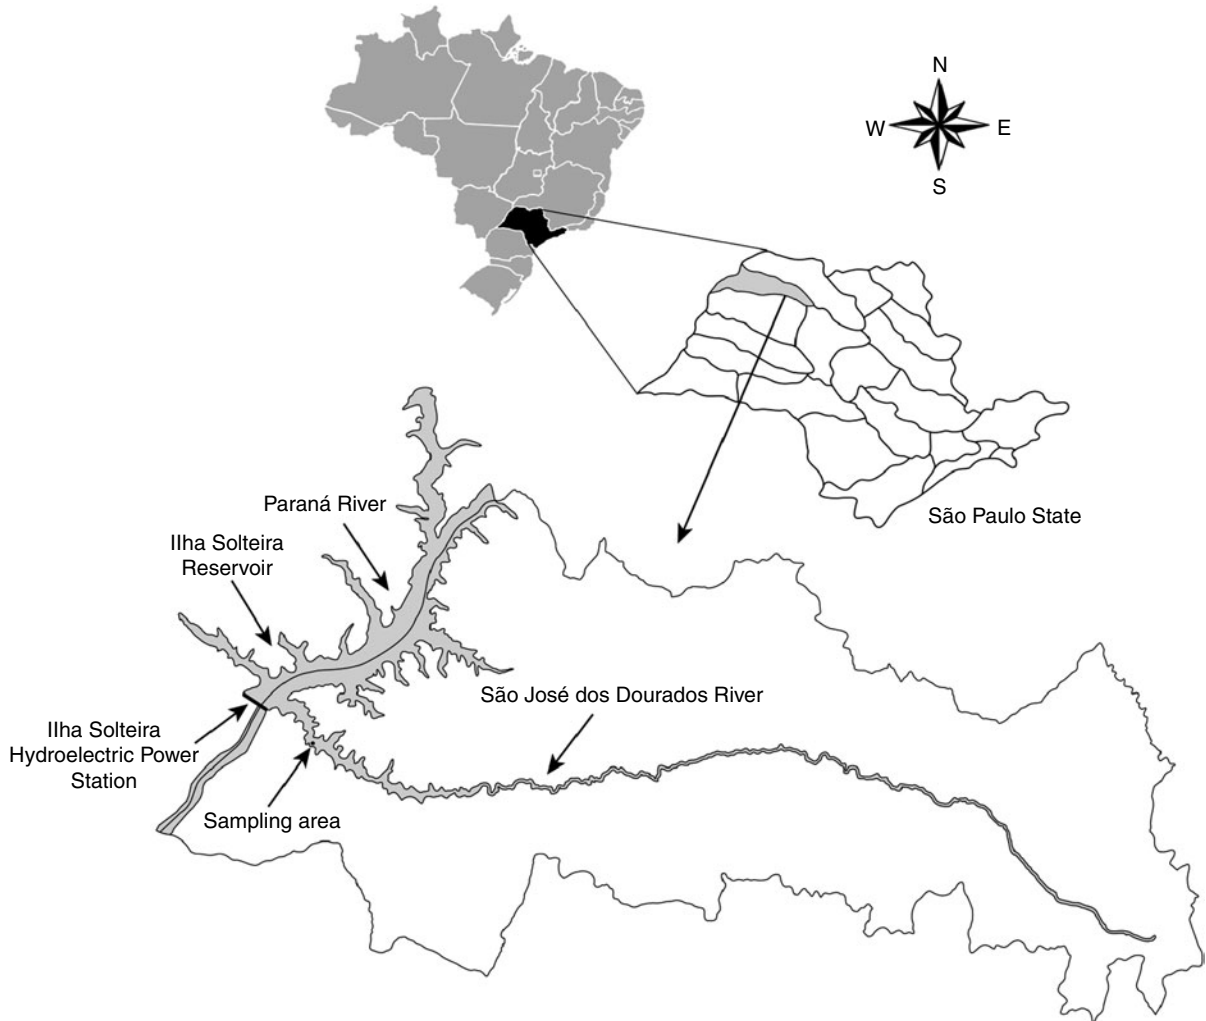 N
W
E
S
São Paulo State
Paraná River
Ilha Solteira
Reservoir
São José dos Dourados River
Ilha Solteira
Hydroelectric Power
Station
Sampling area